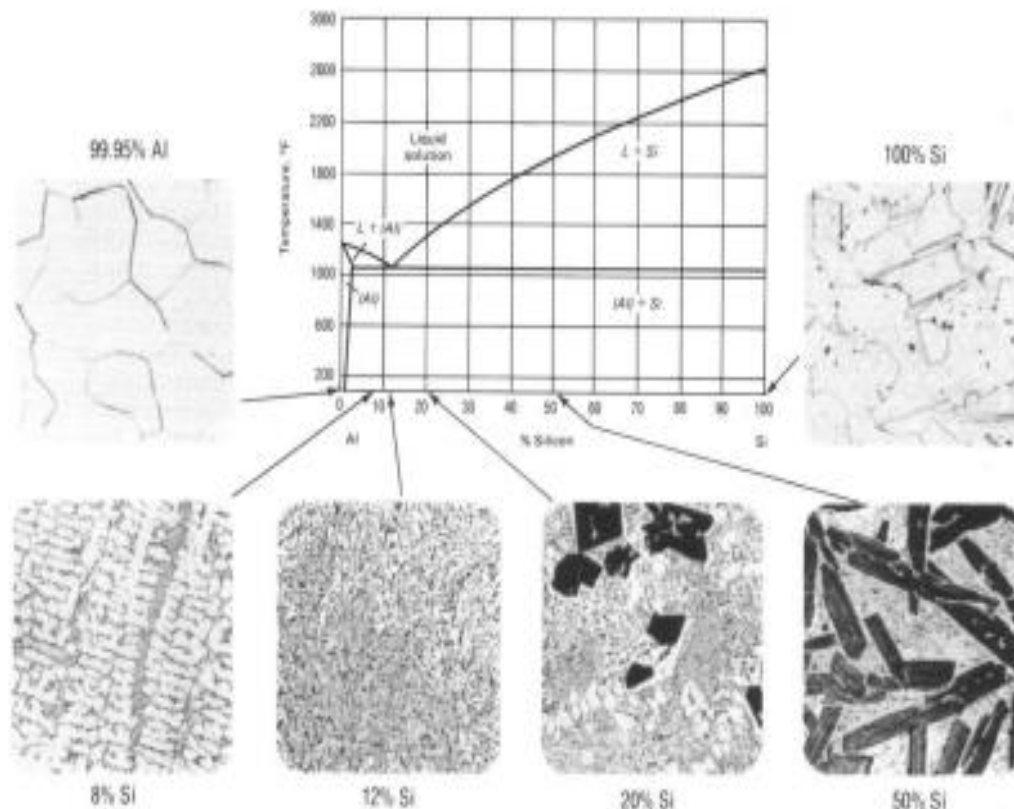 3000
2600
2200
1800
1400
1000
600
200
Temperature, °F
Liquid
solution
L + Si
L + (Al)
(Al)
(Al) + Si
0 10 20 30 40 50 60 70 80 90 100
Al % Silicon Si
99.95% Al
100% Si
8% Si 12% Si 20% Si 50% Si